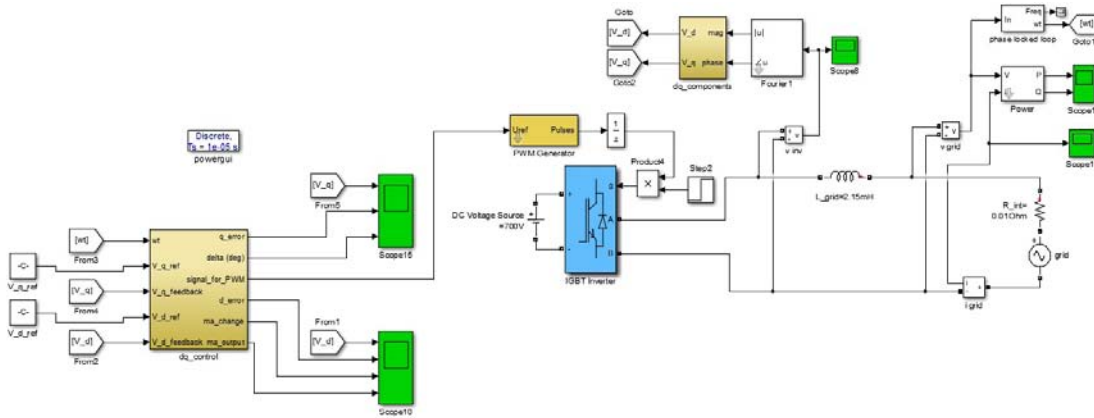 Goto
[V_d]
[V_q]
Goto2
V_d
mag
V_q
phase
dq_components
|u|
∠u
Fourier1
Scope8
In
Freq
wt
phase locked loop
[wt]
Goto1
V
P
Q
Power
Scope1
Scope1
Discrete,
Ts = 1e-05 s
powergui
Uref
Pulses
PWM Generator
1
z
Product4
Step2
v inv
v grid
L_grid=2.15mH
R_int=
0.01Ohm
grid
i grid
DC Voltage Source
=700V
A
IGBT Inverter
[V_q]
From5
Scope15
[wt]
From3
-C-
V_q_ref
[V_q]
From4
-C-
V_d_ref
[V_d]
From2
wt
V_q_ref
V_q_feedback
V_d_ref
V_d_feedback
q_error
delta (deg)
signal_for_PWM
d_error
ma_change
ma_output
dq_control
From1
[V_d]
Scope10